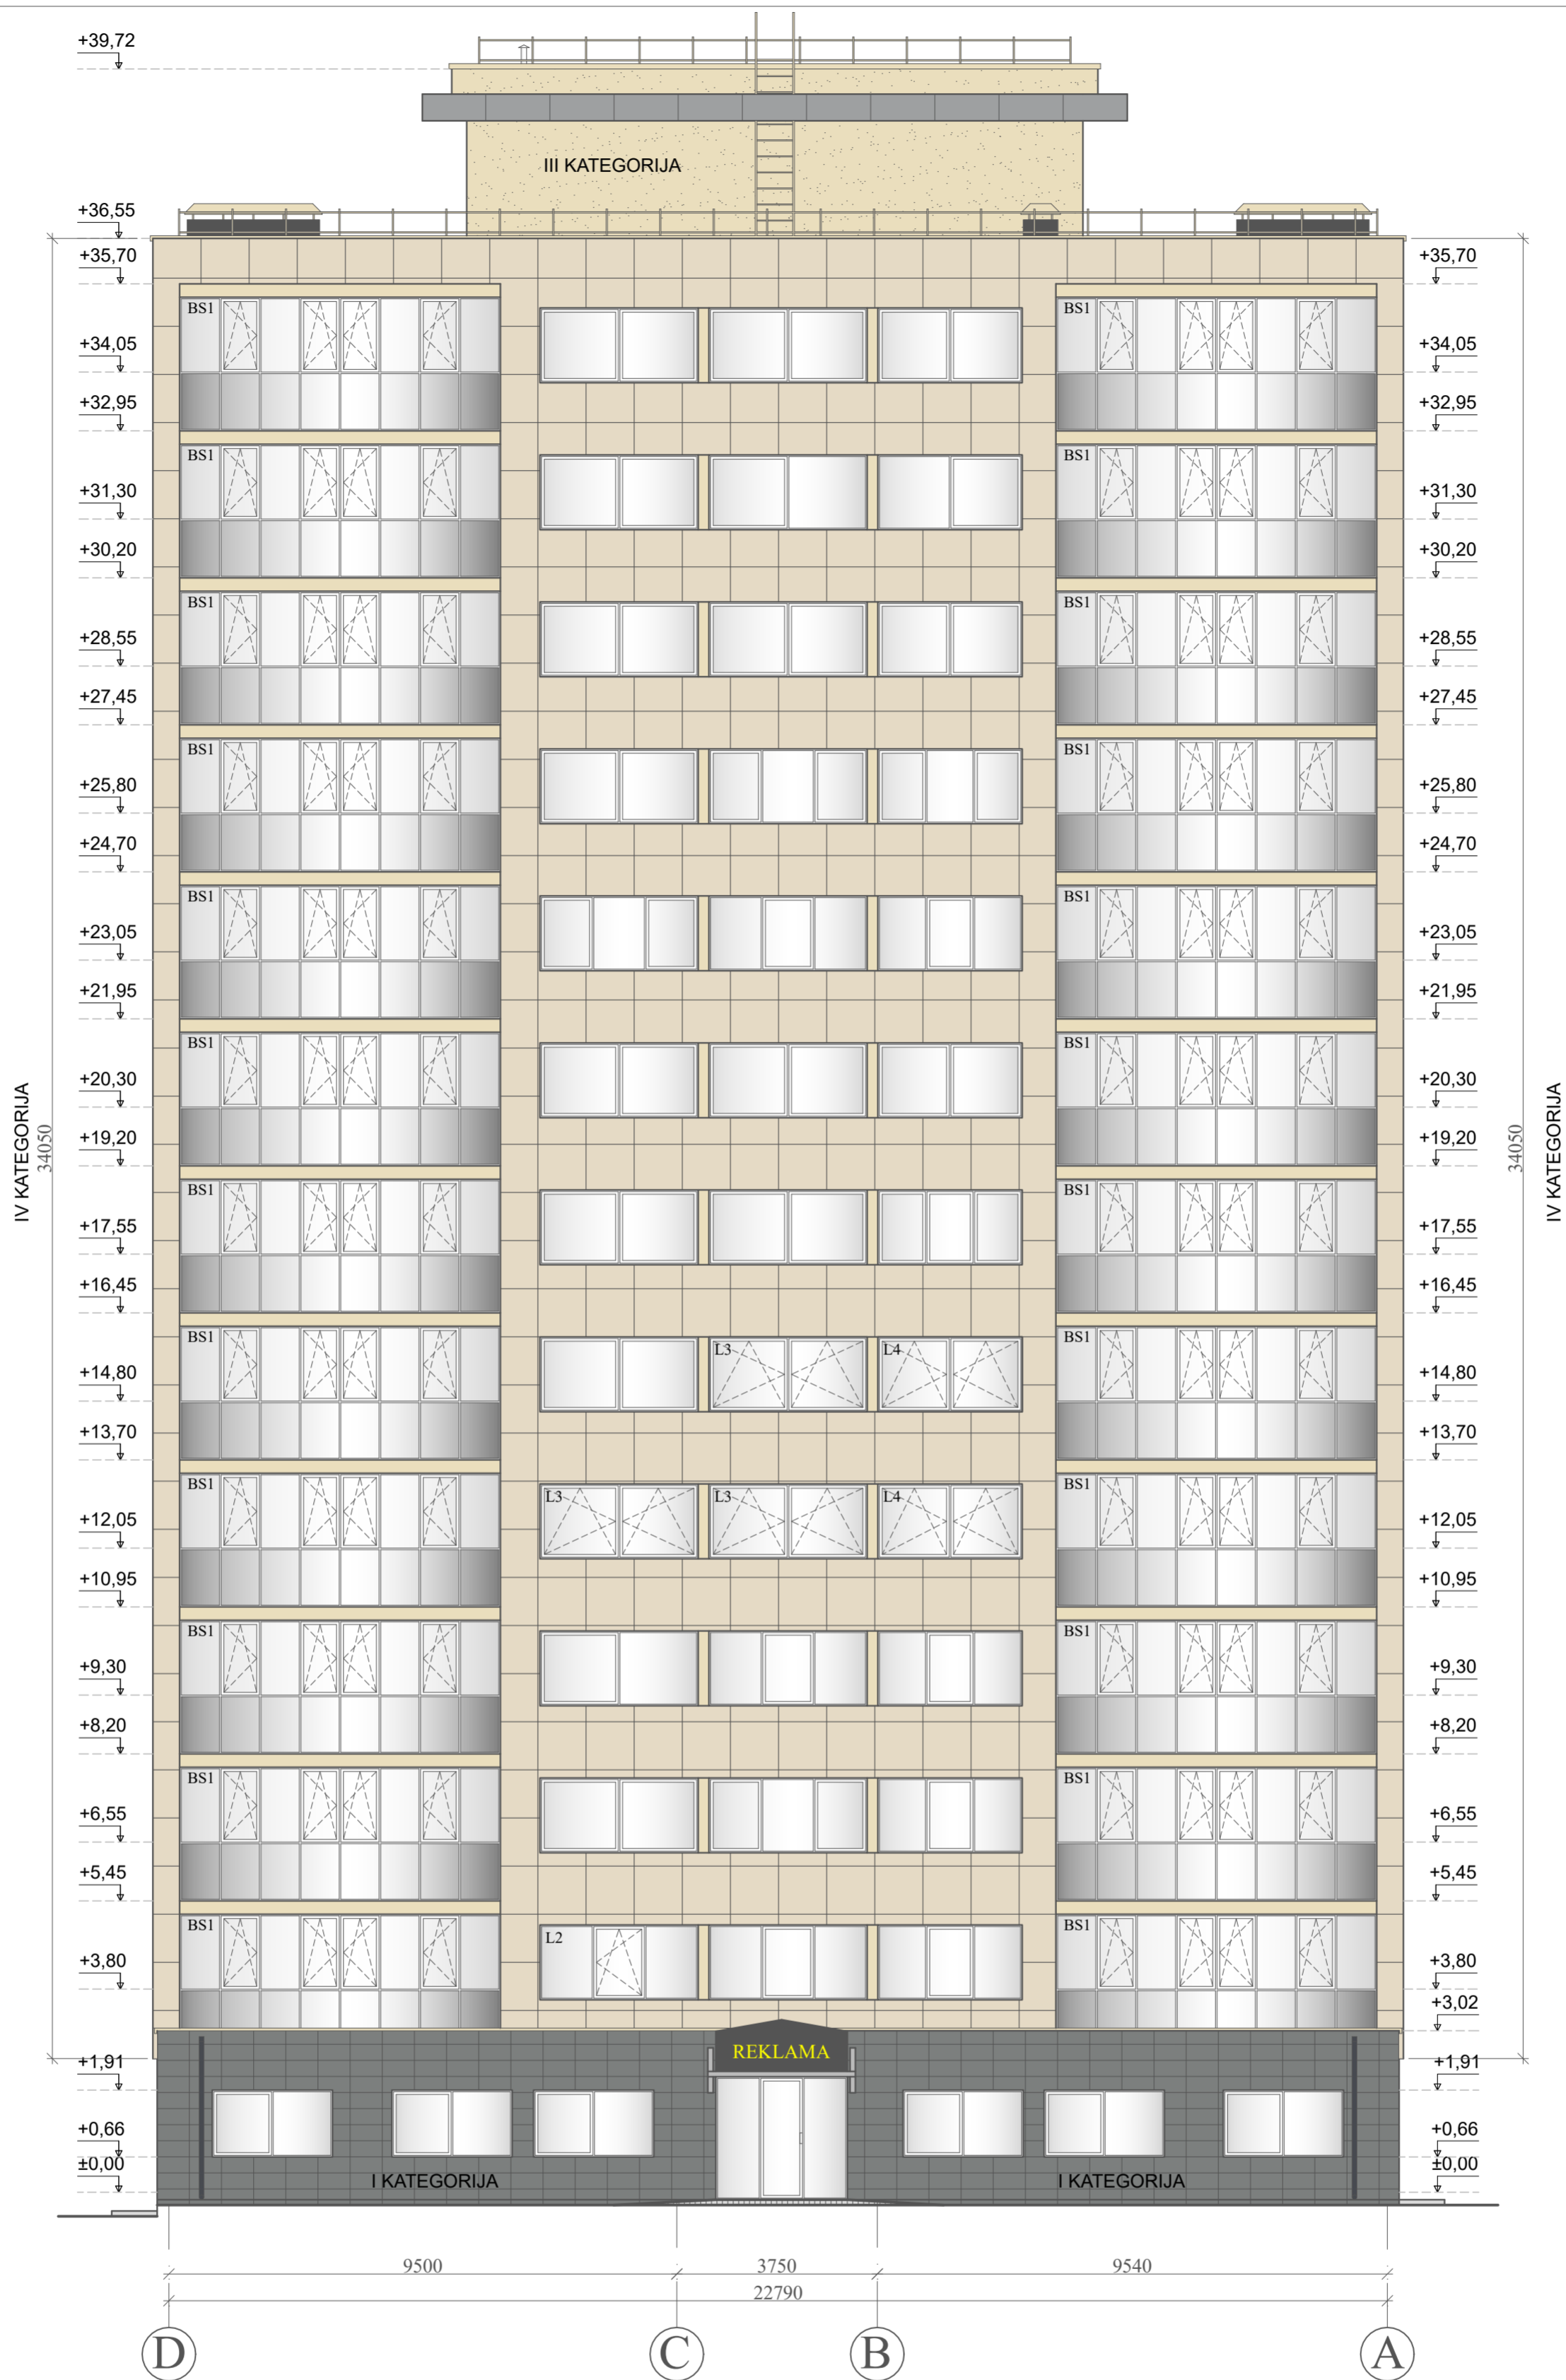 +39,72
III KATEGORIJA
+36,55
+35,70
+35,70
BS1
BS1
+34,05
+34,05
+32,95
+32,95
BS1
BS1
+31,30
+31,30
+30,20
+30,20
BS1
BS1
+28,55
+28,55
+27,45
+27,45
BS1
BS1
+25,80
+25,80
+24,70
+24,70
BS1
BS1
+23,05
+23,05
+21,95
+21,95
BS1
BS1
+20,30
+20,30
IV KATEGORIJA
34050
34050
IV KATEGORIJA
+19,20
+19,20
BS1
BS1
+17,55
+17,55
+16,45
+16,45
BS1
L3
L4
BS1
+14,80
+14,80
+13,70
+13,70
BS1
L3
L3
L4
BS1
+12,05
+12,05
+10,95
+10,95
BS1
BS1
+9,30
+9,30
+8,20
+8,20
BS1
BS1
+6,55
+6,55
+5,45
+5,45
BS1
L2
BS1
+3,80
+3,80
+3,02
REKLAMA
+1,91
+1,91
+0,66
+0,66
±0,00
±0,00
I KATEGORIJA
I KATEGORIJA
9500
3750
9540
22790
D
C
B
A